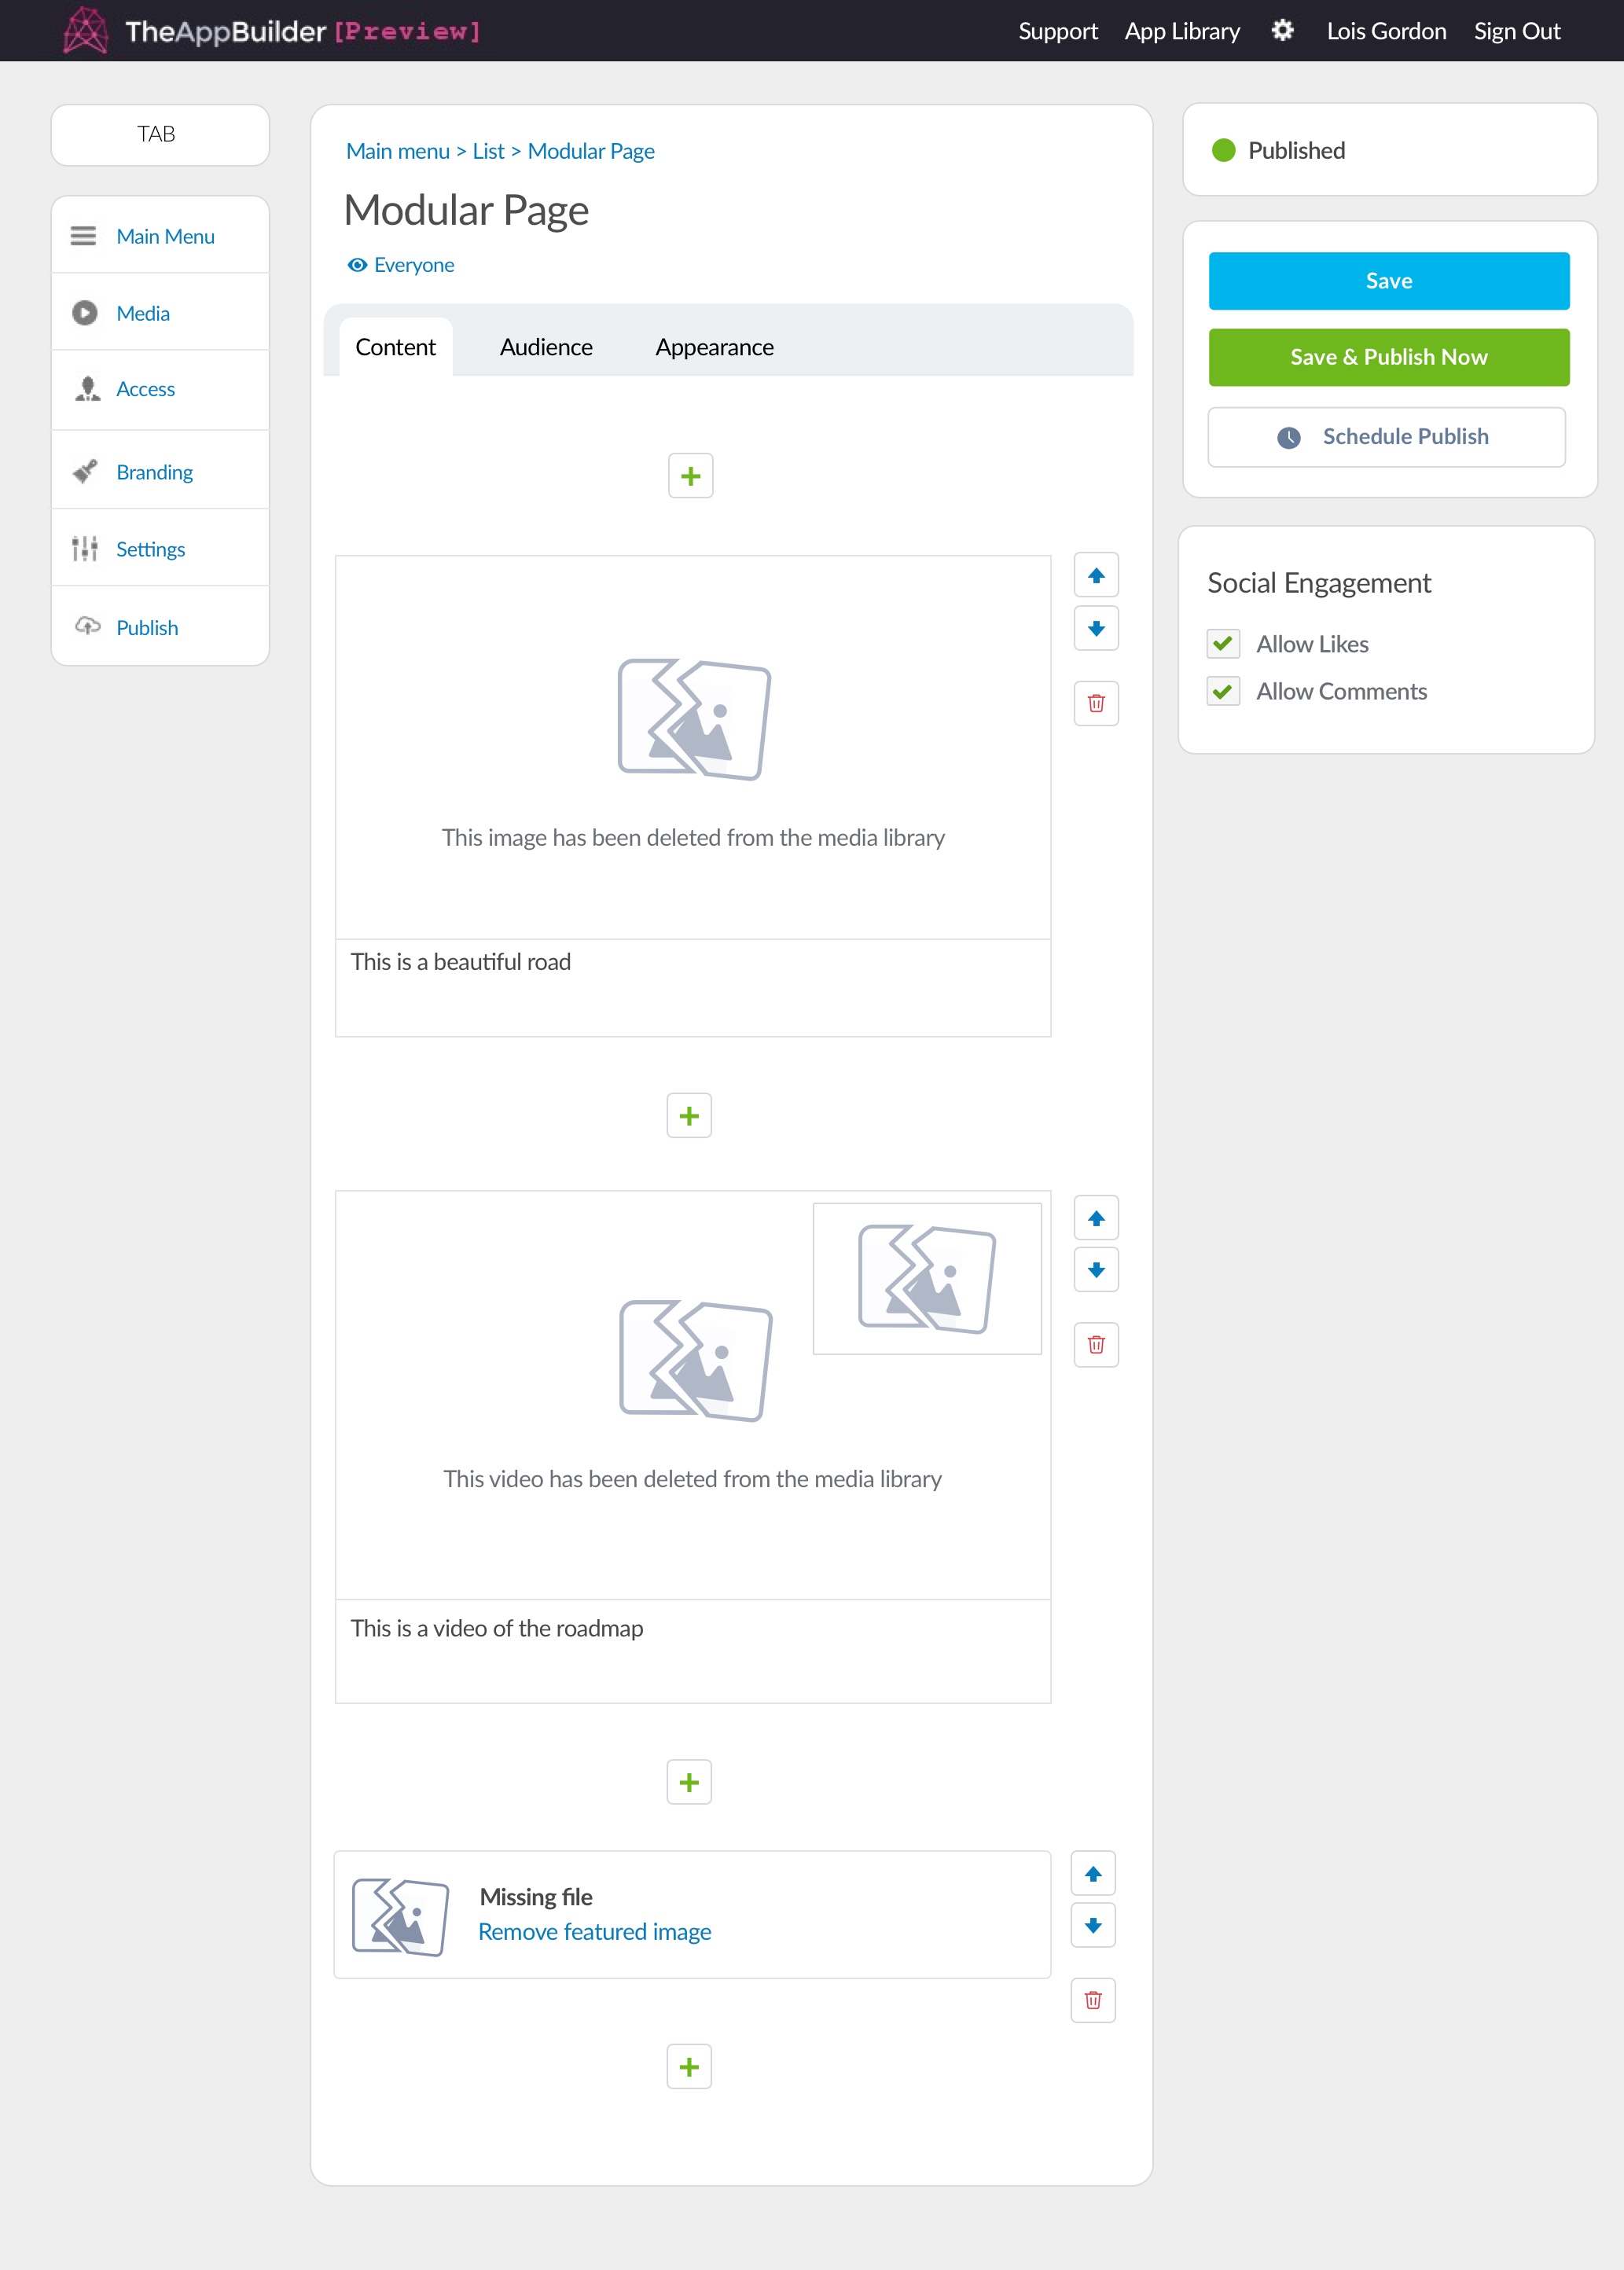 TheAppBuilder [Preview]
Support App Library Lois Gordon Sign Out
TAB
Main Menu
Media
Access
Branding
Settings
Publish
Main menu > List > Modular Page
Modular Page
Everyone
Content Audience Appearance
This image has been deleted from the media library
This is a beautiful road
This video has been deleted from the media library
This is a video of the roadmap
Missing file
Remove featured image
Published
Save
Save & Publish Now
Schedule Publish
Social Engagement
Allow Likes
Allow Comments